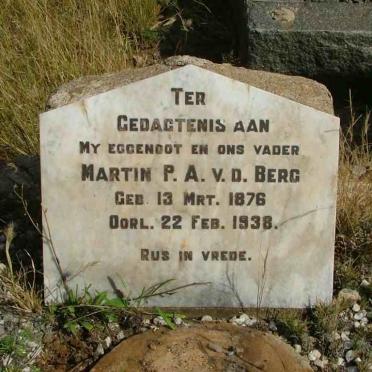 TER
GEDAGTENIS AAN
MY EGGENOOT EN ONS VADER
MARTIN P. A. V. D. BERG
GEB. 13 MRT. 1876
OORL. 22 FEB. 1938.
RUS IN VREDE.